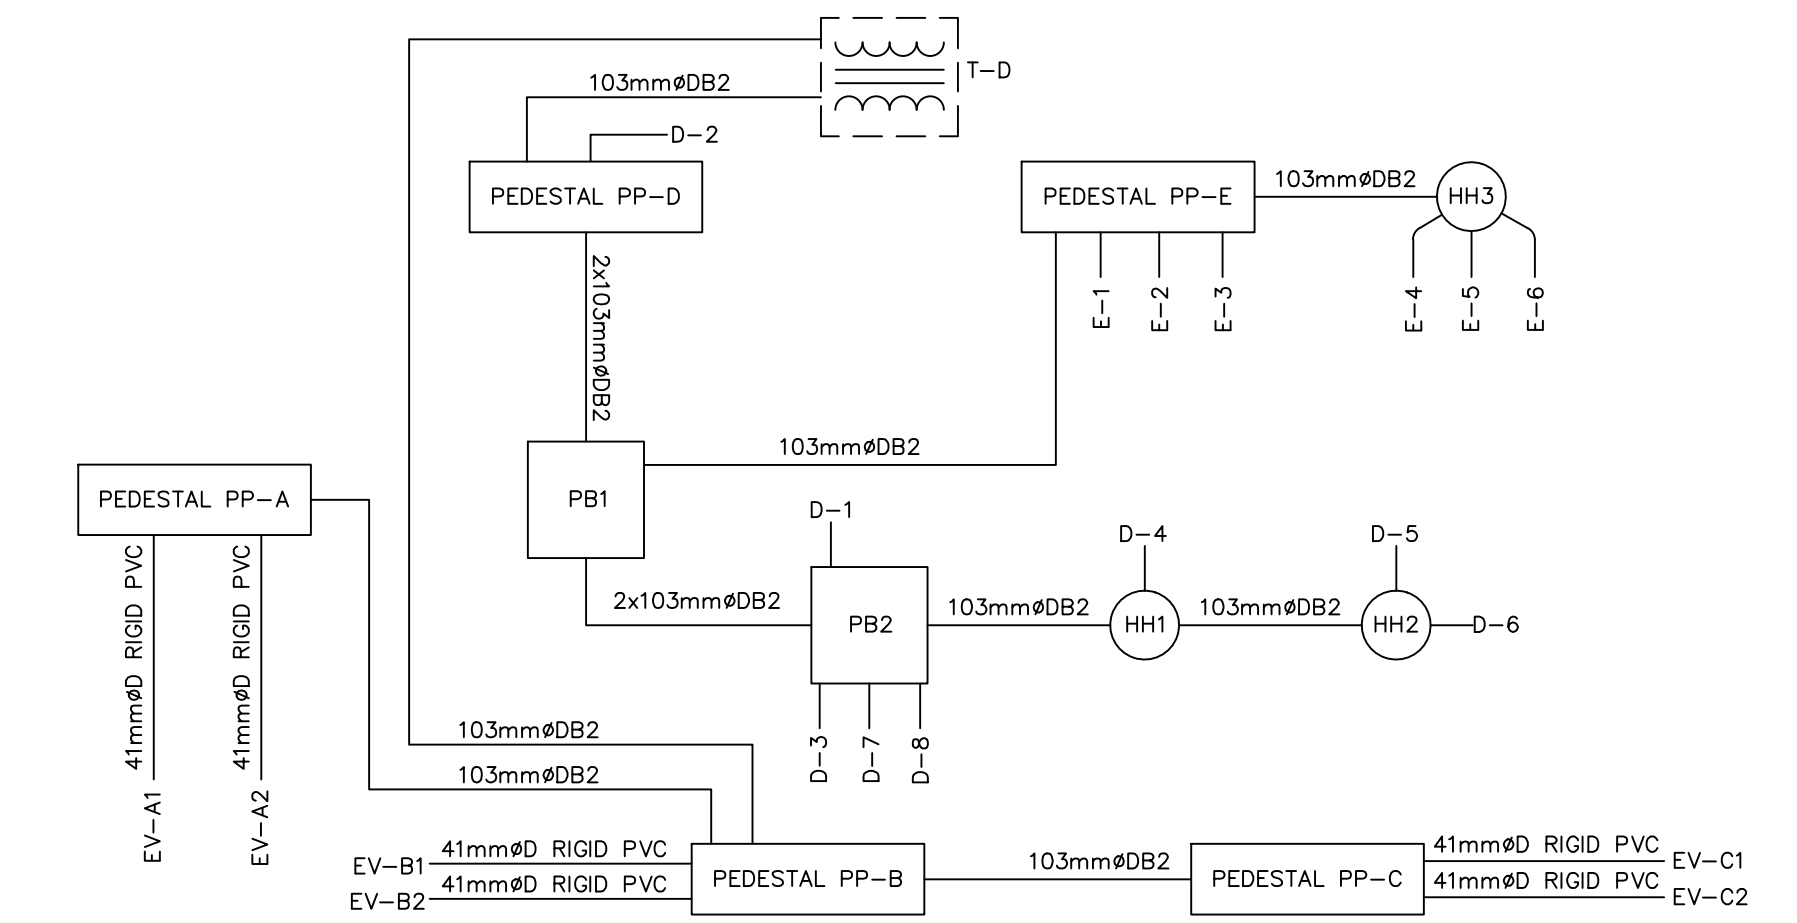 T-D
103mmøDB2
D-2
PEDESTAL PP-D
PEDESTAL PP-E
103mmøDB2
HH3
2x103mmøDB2
E-1
E-2
E-3
E-4
E-5
E-6
103mmøDB2
PEDESTAL PP-A
PB1
D-1
D-4
D-5
2x103mmøDB2
PB2
103mmøDB2
HH1
103mmøDB2
HH2
D-6
41mmøD RIGID PVC
41mmøD RIGID PVC
103mmøDB2
D-3
D-7
D-8
103mmøDB2
EV-A1
EV-A2
EV-B1
41mmøD RIGID PVC
EV-B2
41mmøD RIGID PVC
PEDESTAL PP-B
103mmøDB2
PEDESTAL PP-C
41mmøD RIGID PVC
EV-C1
41mmøD RIGID PVC
EV-C2